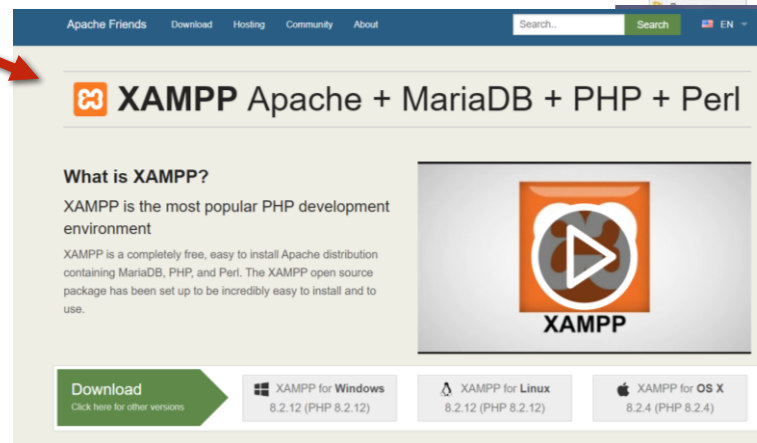 Apache Friends Download Hosting Community About Search.. Search EN
XAMPP Apache + MariaDB + PHP + Perl
What is XAMPP?
XAMPP is the most popular PHP development
environment
XAMPP is a completely free, easy to install Apache distribution
containing MariaDB, PHP, and Perl. The XAMPP open source
package has been set up to be incredibly easy to install and to
use.
XAMPP
Download
Click here for other versions
XAMPP for Windows
8.2.12 (PHP 8.2.12)
XAMPP for Linux
8.2.12 (PHP 8.2.12)
XAMPP for OS X
8.2.4 (PHP 8.2.4)